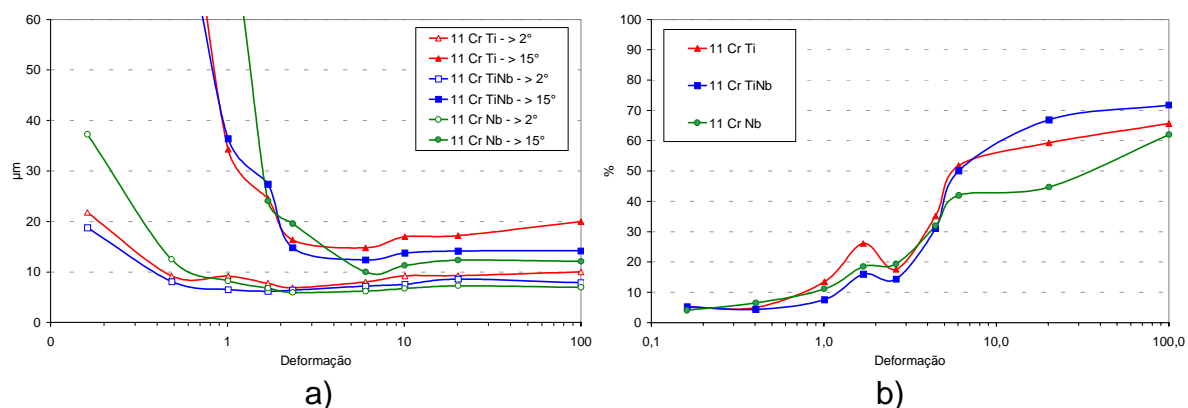 60
50
40
30
20
10
0
µm
0
1
10
100
Deformação
11 Cr Ti - > 2°
11 Cr Ti - > 15°
11 Cr TiNb - > 2°
11 Cr TiNb - > 15°
11 Cr Nb - > 2°
11 Cr Nb - > 15°
a)
100
90
80
70
60
50
40
30
20
10
0
%
0,1
1,0
10,0
100,0
Deformação
11 Cr Ti
11 Cr TiNb
11 Cr Nb
b)